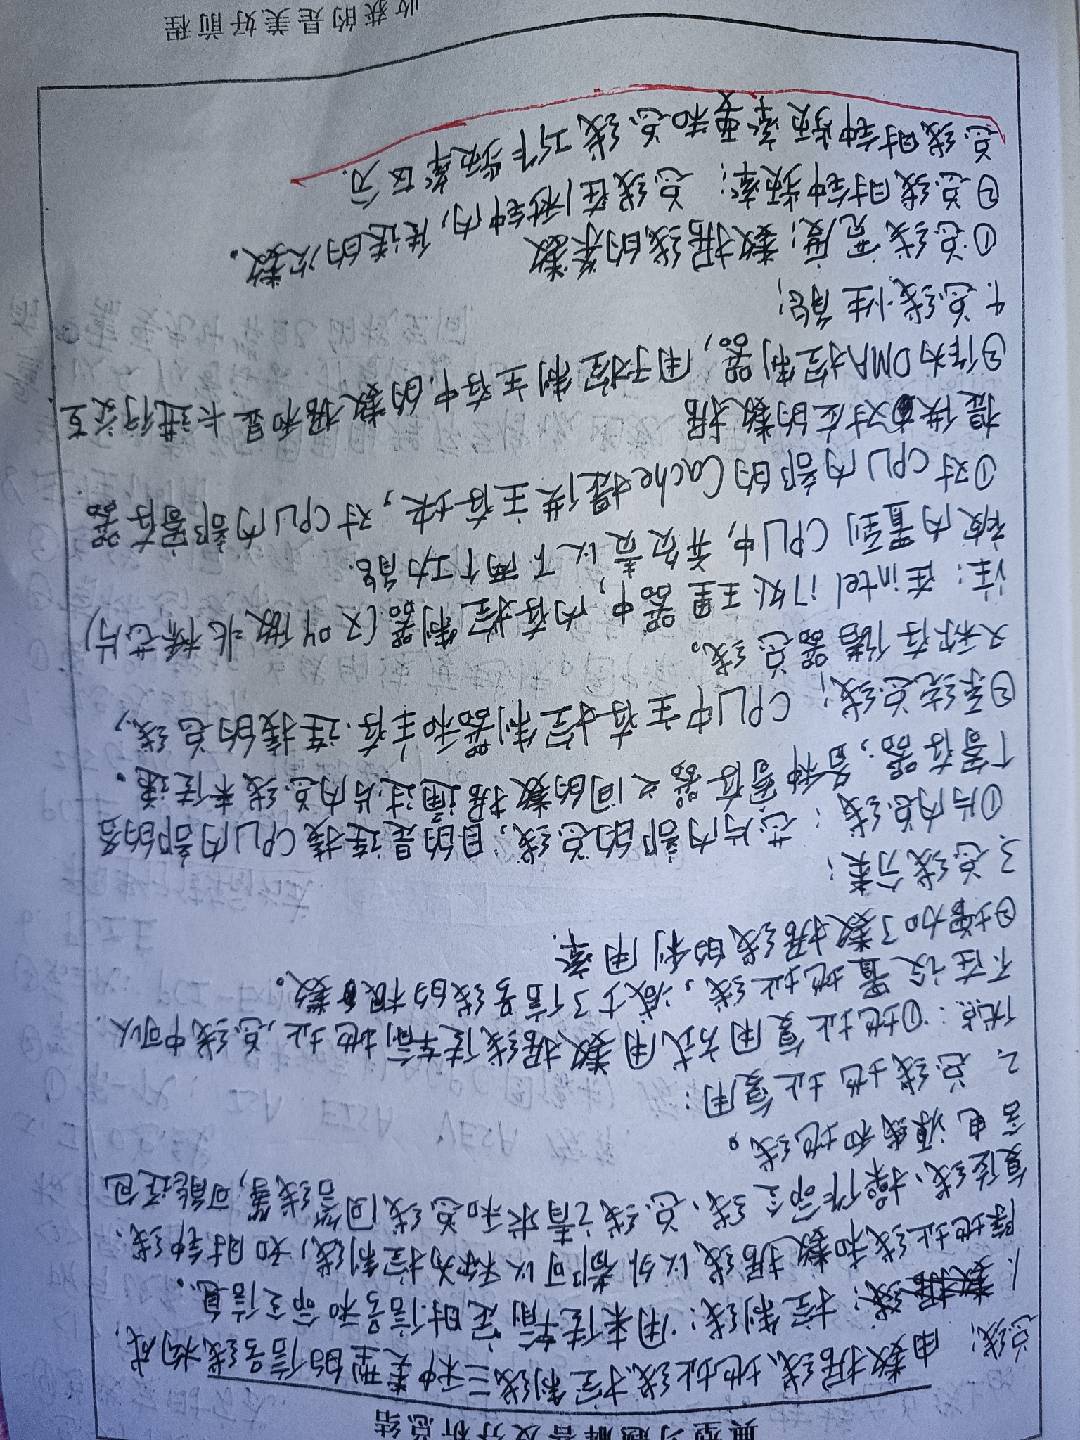 典型习题解答及分析总结
总线：由数据线、地址线、控制线三种类型的信号线构成，
1. 数据线；控制线：用来传输定时信号和命令信息。
除地址线和数据线以外都可以称为控制线，如时钟线、
复位线、操作命令线、总线请求和总线回答线等，可能还包
含电源线和地线。
2. 总线地址复用：
优点：①地址复用方式用数据线传输地址，总线中可以
不在设置地址线，减少了信号线的根数。
②增加了数据线的利用率.
3. 总线分类；
①片内总线：芯片内部的总线，目的是连接CPU内部的各
个寄存器；各种寄存器之间的数据通过片内总线来传递。
②系统总线；CPU中主存控制器和主存.连接的总线，
又称存储器总线。
注：在intel i7处理器中，内存控制器（又叫做北桥芯片）
被内置到CPU中，并负责以下两个功能.
①对CPU内部的Cache提供主存块，对CPU内部寄存器
提供对应的数据
②作为DMA控制器，用于控制主存中的数据和显卡进行交互.
4. 总线性能；
①总线宽度；数据线的条数
②总线时钟频率；总线在1秒钟内，传送的次数。
总线时钟频率要和总线工作频率区分.
收获的是美好前程